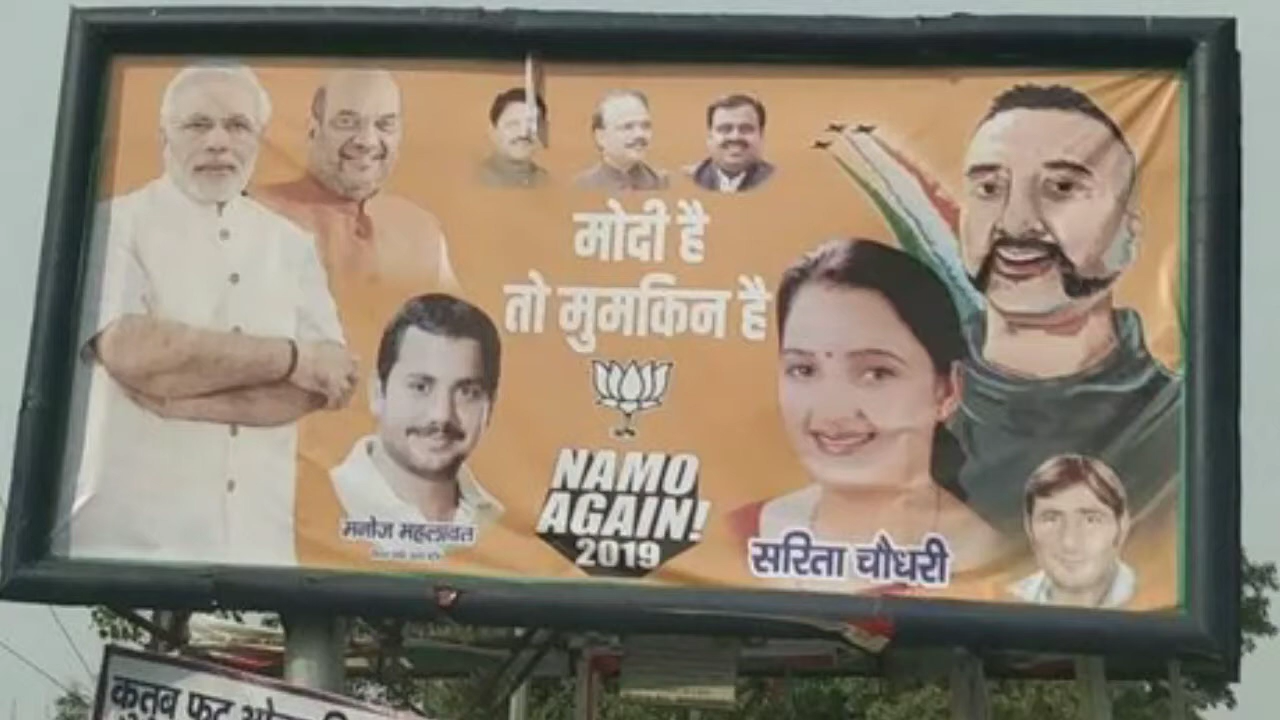 मोदी है
तो मुमकिन है
NAMO
AGAIN!
2019
मनोज महलावत
सरिता चौधरी
कुतुब फुट